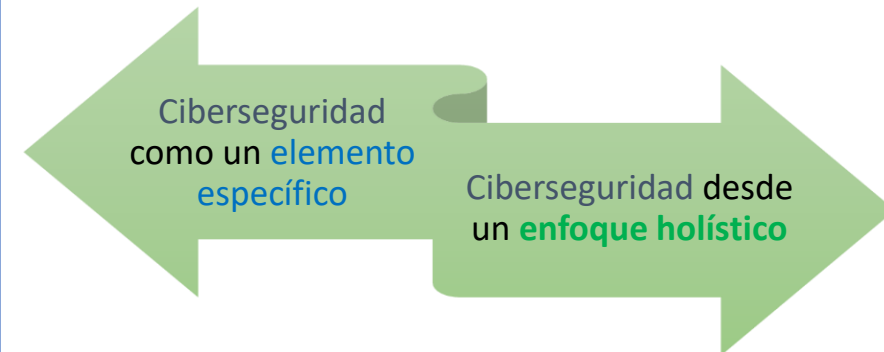 Ciberseguridad
como un elemento
específico
Ciberseguridad desde
un enfoque holístico